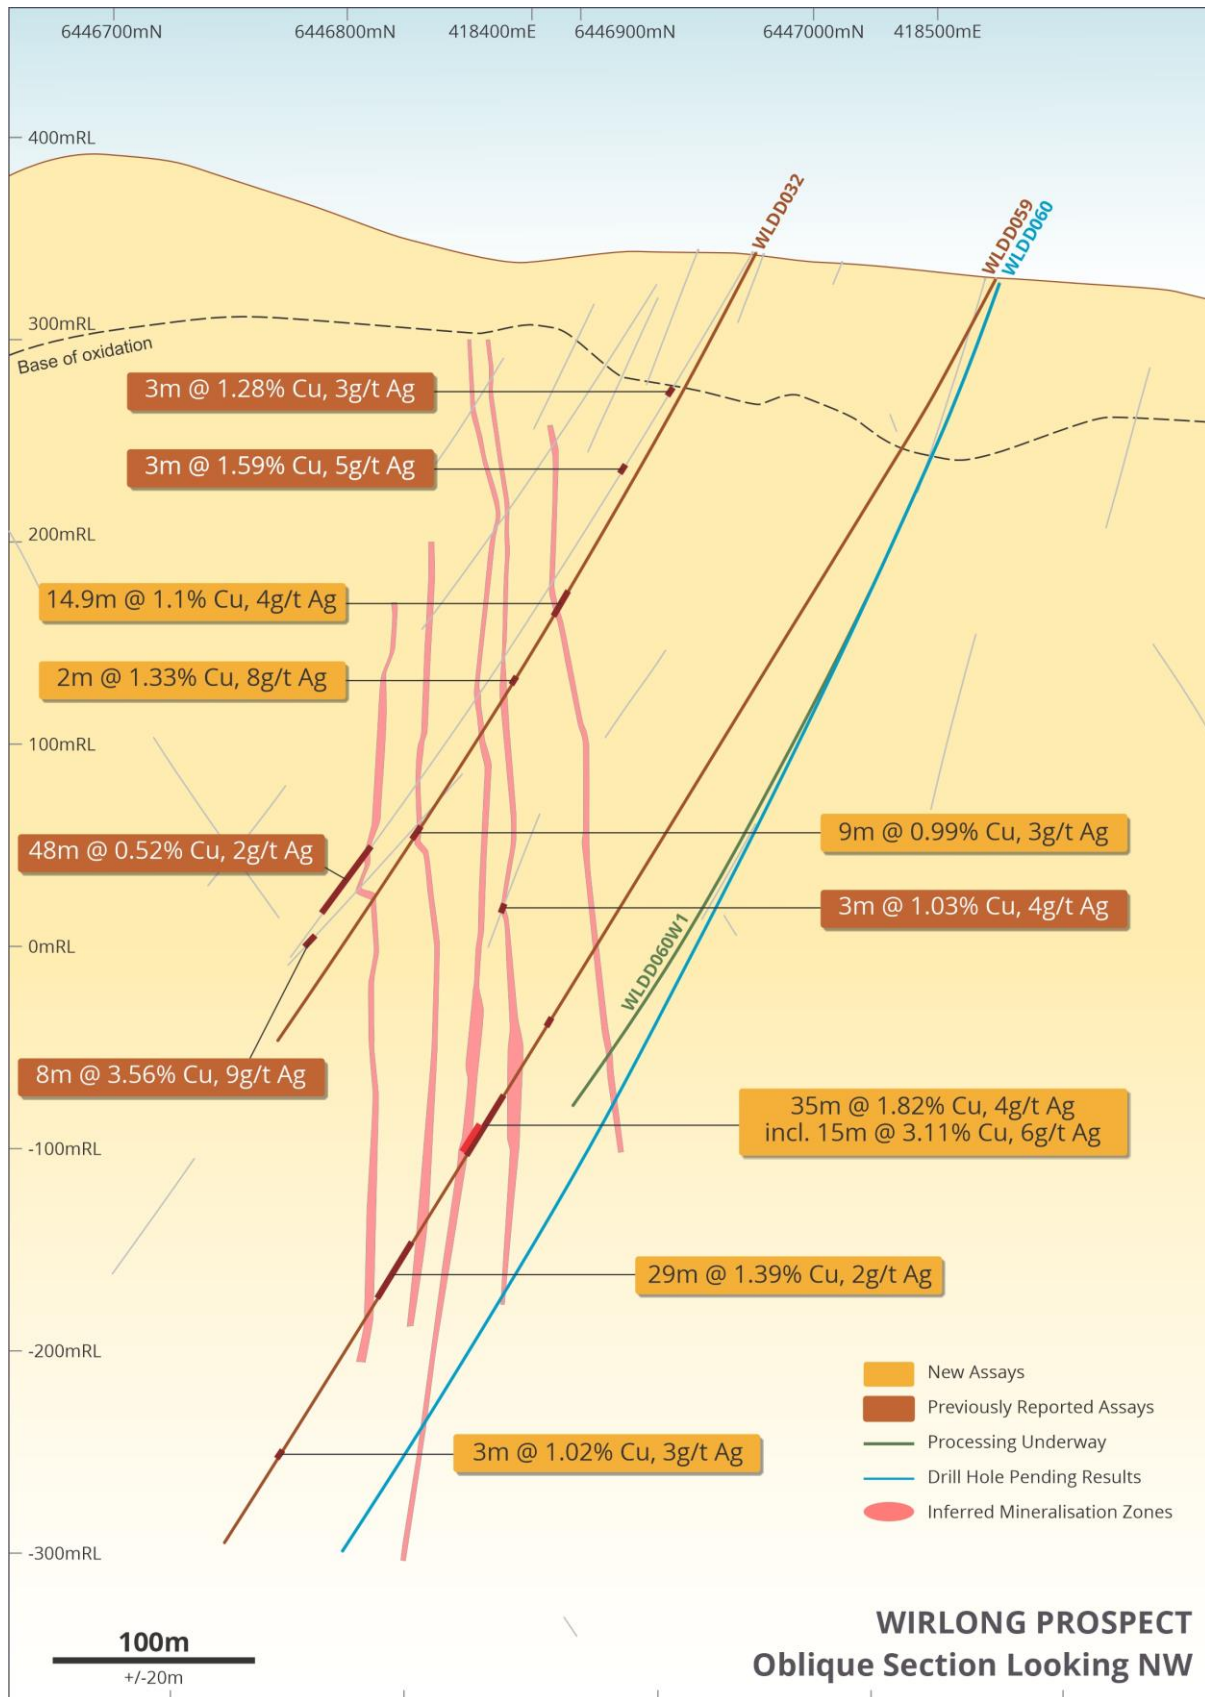 6446700mN
6446800mN
418400mE
6446900mN
6447000mN
418500mE
400mRL
WLDD032
WLDD059
WLDD060
300mRL
Base of oxidation
3m @ 1.28% Cu, 3g/t Ag
3m @ 1.59% Cu, 5g/t Ag
200mRL
14.9m @ 1.1% Cu, 4g/t Ag
2m @ 1.33% Cu, 8g/t Ag
100mRL
9m @ 0.99% Cu, 3g/t Ag
48m @ 0.52% Cu, 2g/t Ag
3m @ 1.03% Cu, 4g/t Ag
0mRL
WLDD060W1
8m @ 3.56% Cu, 9g/t Ag
35m @ 1.82% Cu, 4g/t Ag
incl. 15m @ 3.11% Cu, 6g/t Ag
-100mRL
29m @ 1.39% Cu, 2g/t Ag
-200mRL
New Assays
Previously Reported Assays
Processing Underway
3m @ 1.02% Cu, 3g/t Ag
Drill Hole Pending Results
Inferred Mineralisation Zones
-300mRL
100m
+/-20m
WIRLONG PROSPECT
Oblique Section Looking NW